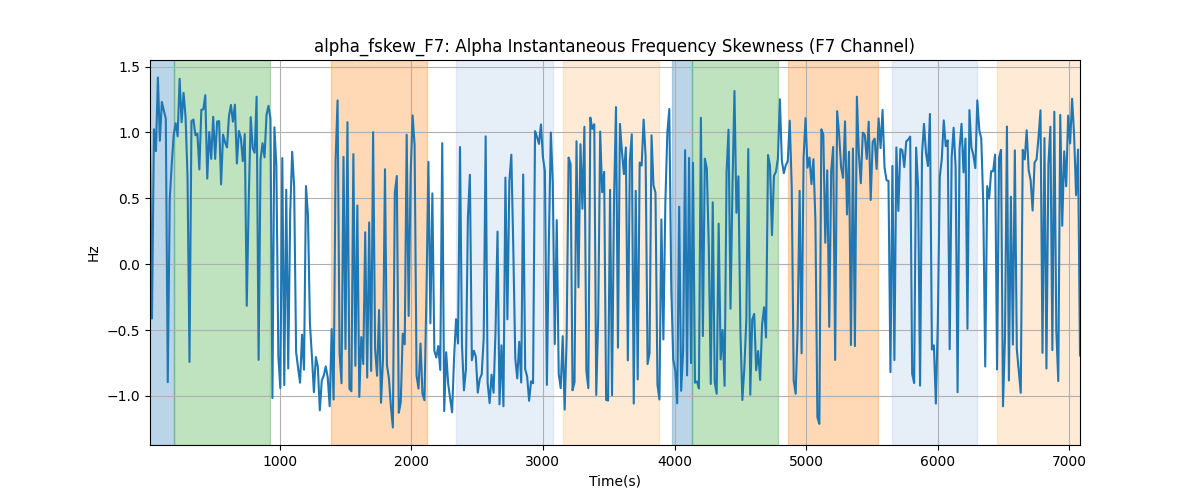 alpha_fskew_F7: Alpha Instantaneous Frequency Skewness (F7 Channel)
1.5
1.0
0.5
0.0
−0.5
−1.0
Hz
1000 2000 3000 4000 5000 6000 7000
Time(s)